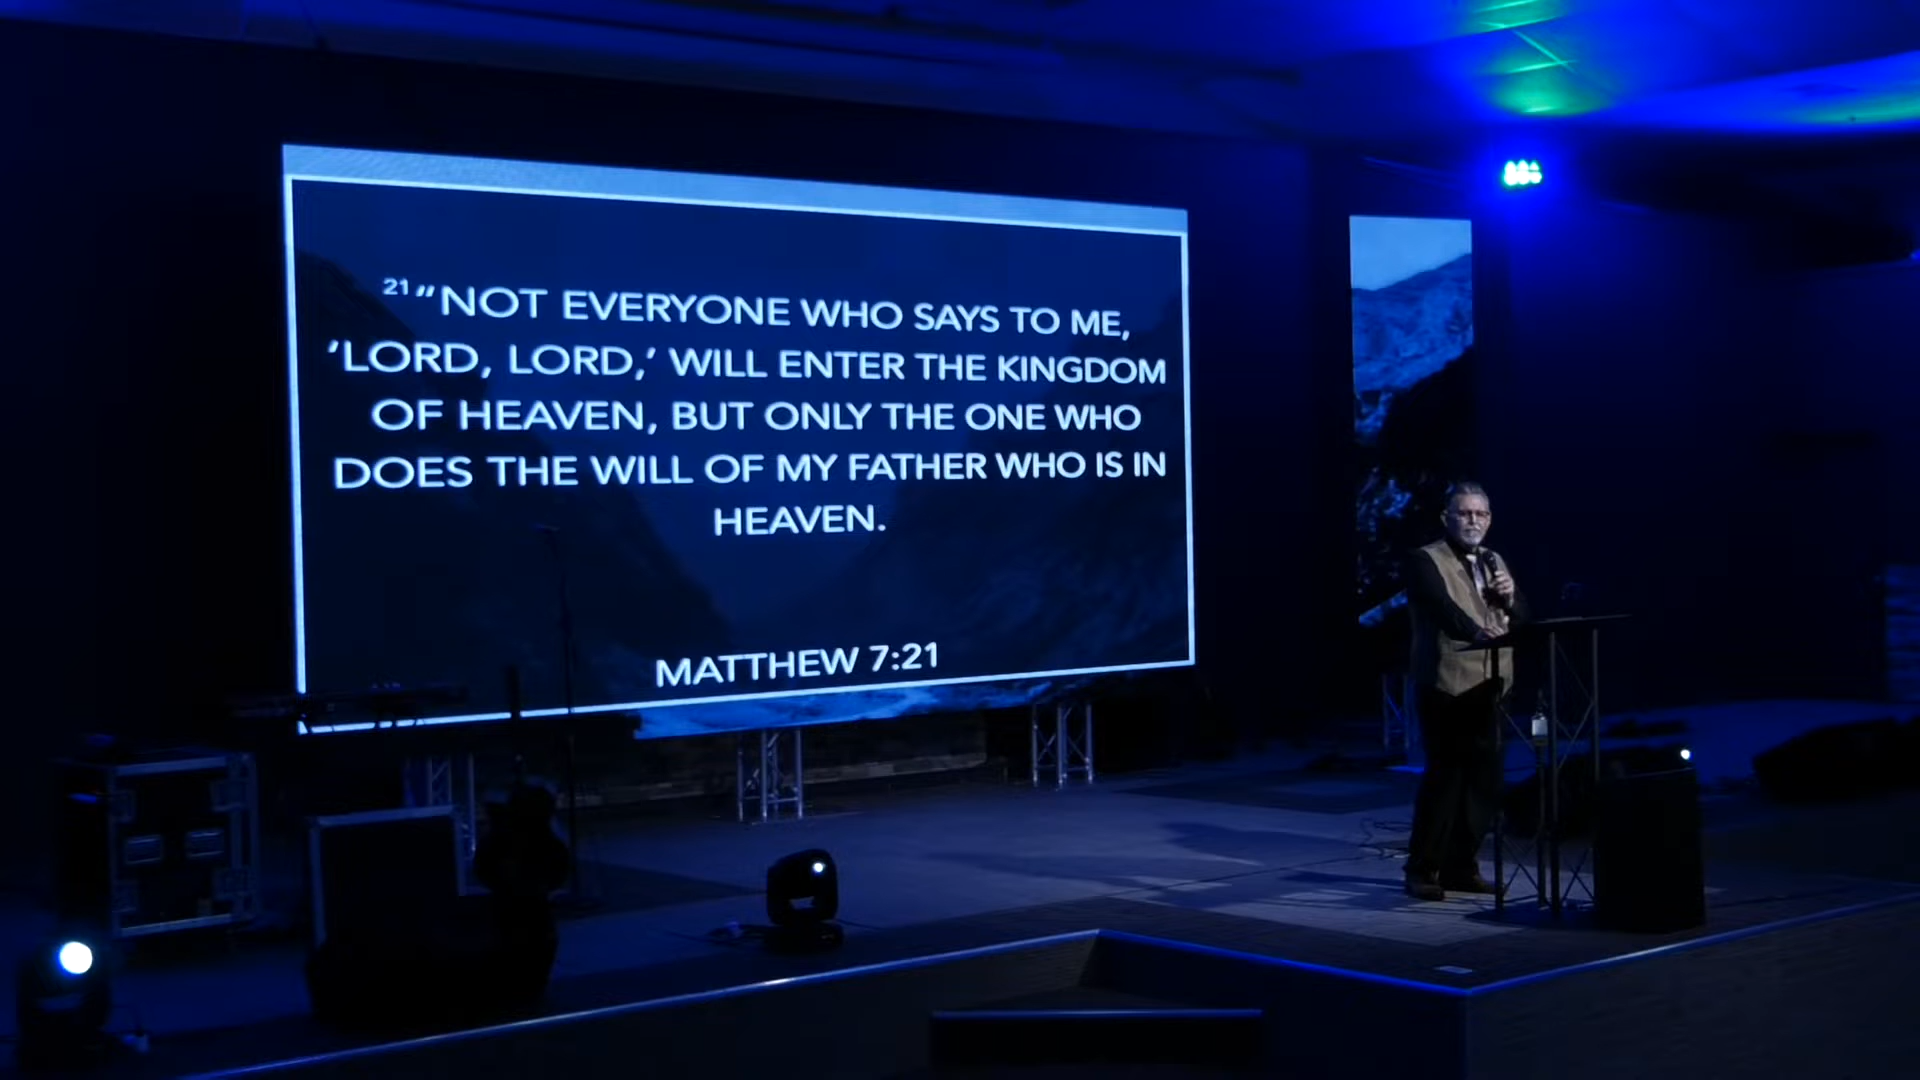 21 “NOT EVERYONE WHO SAYS TO ME,
‘LORD, LORD,’ WILL ENTER THE KINGDOM
OF HEAVEN, BUT ONLY THE ONE WHO
DOES THE WILL OF MY FATHER WHO IS IN
HEAVEN.
MATTHEW 7:21